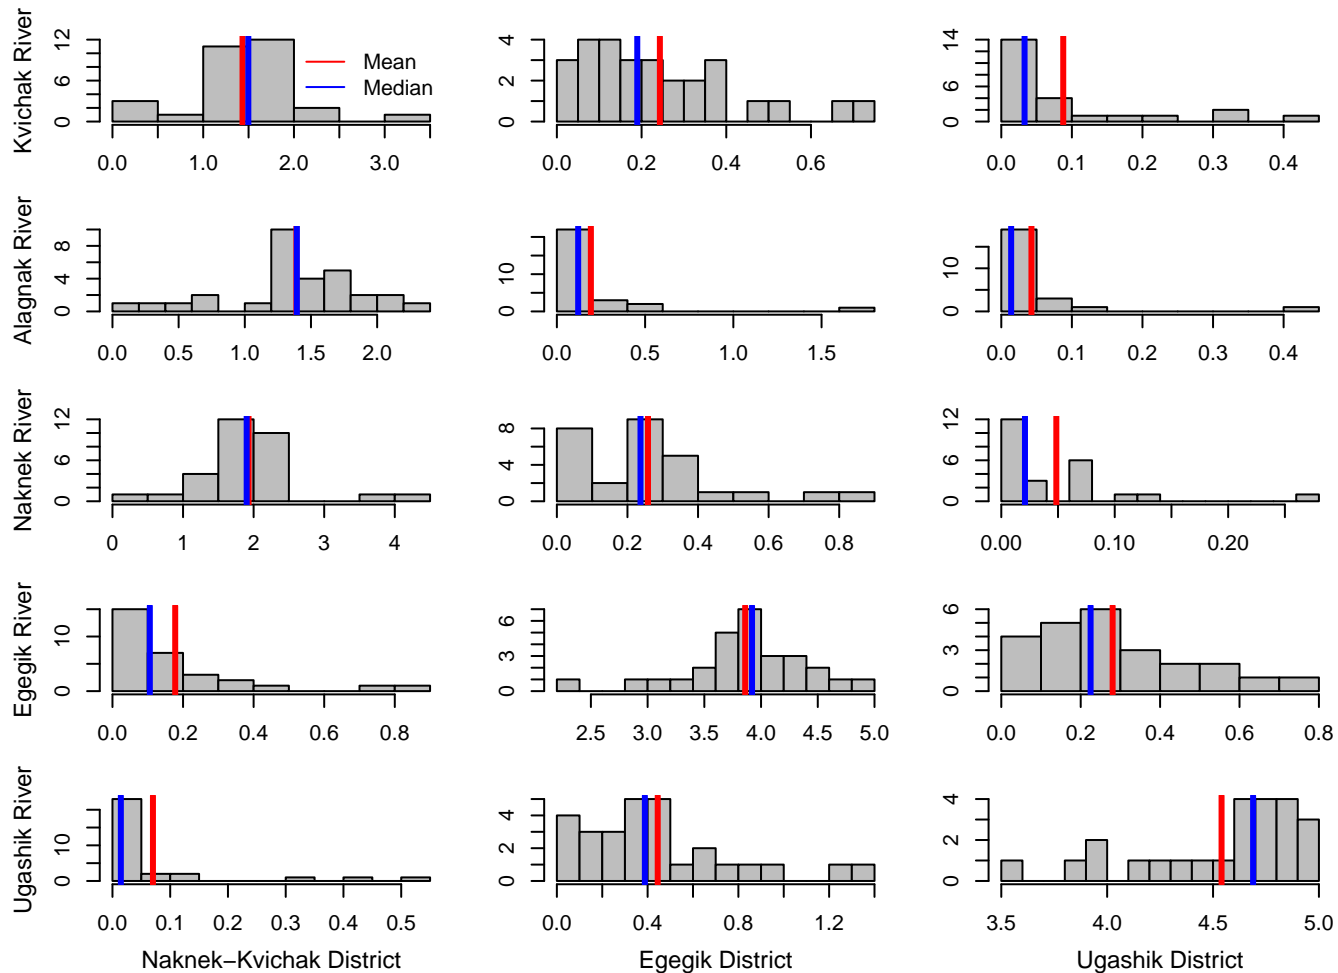 Kvichak River
0 6 12
Mean
Median
0.0 1.0 2.0 3.0
0 2 4
0.0 0.2 0.4 0.6
0 6 14
0.0 0.1 0.2 0.3 0.4
Alagnak River
0 4 8
0.0 0.5 1.0 1.5 2.0
0 10
0.0 0.5 1.0 1.5
0 10
0.0 0.1 0.2 0.3 0.4
Naknek River
0 6 12
0 1 2 3 4
0 4 8
0.0 0.2 0.4 0.6 0.8
0 6 12
0.00 0.10 0.20
Egegik River
0 10
0.0 0.2 0.4 0.6 0.8
0 3 6
2.5 3.0 3.5 4.0 4.5 5.0
0 3 6
0.0 0.2 0.4 0.6 0.8
Ugashik River
0 10
0.0 0.1 0.2 0.3 0.4 0.5
0 2 4
0.0 0.4 0.8 1.2
0 2 4
3.5 4.0 4.5 5.0
Naknek−Kvichak District
Egegik District
Ugashik District